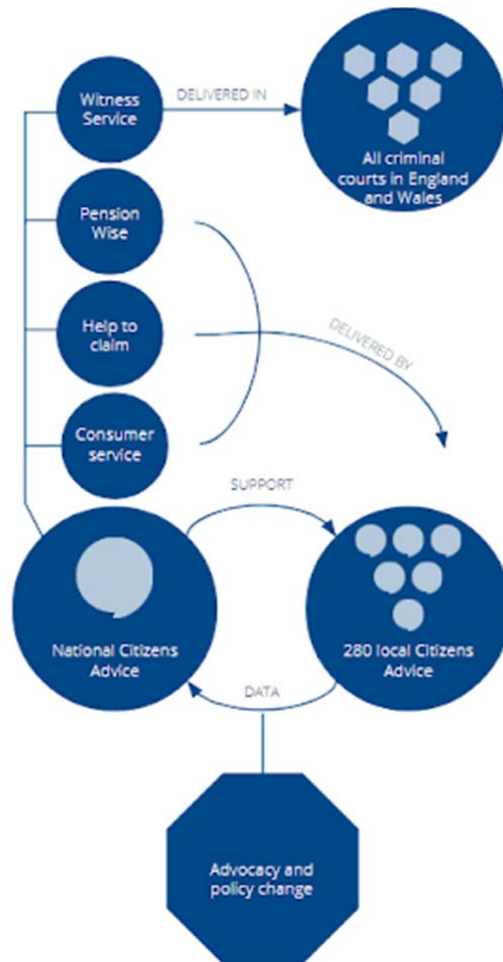 Witness
Service
DELIVERED IN
All criminal
courts in England
and Wales
Pension
Wise
Help to
claim
DELIVERED BY
Consumer
service
SUPPORT
National Citizens
Advice
280 local Citizens
Advice
DATA
Advocacy and
policy change